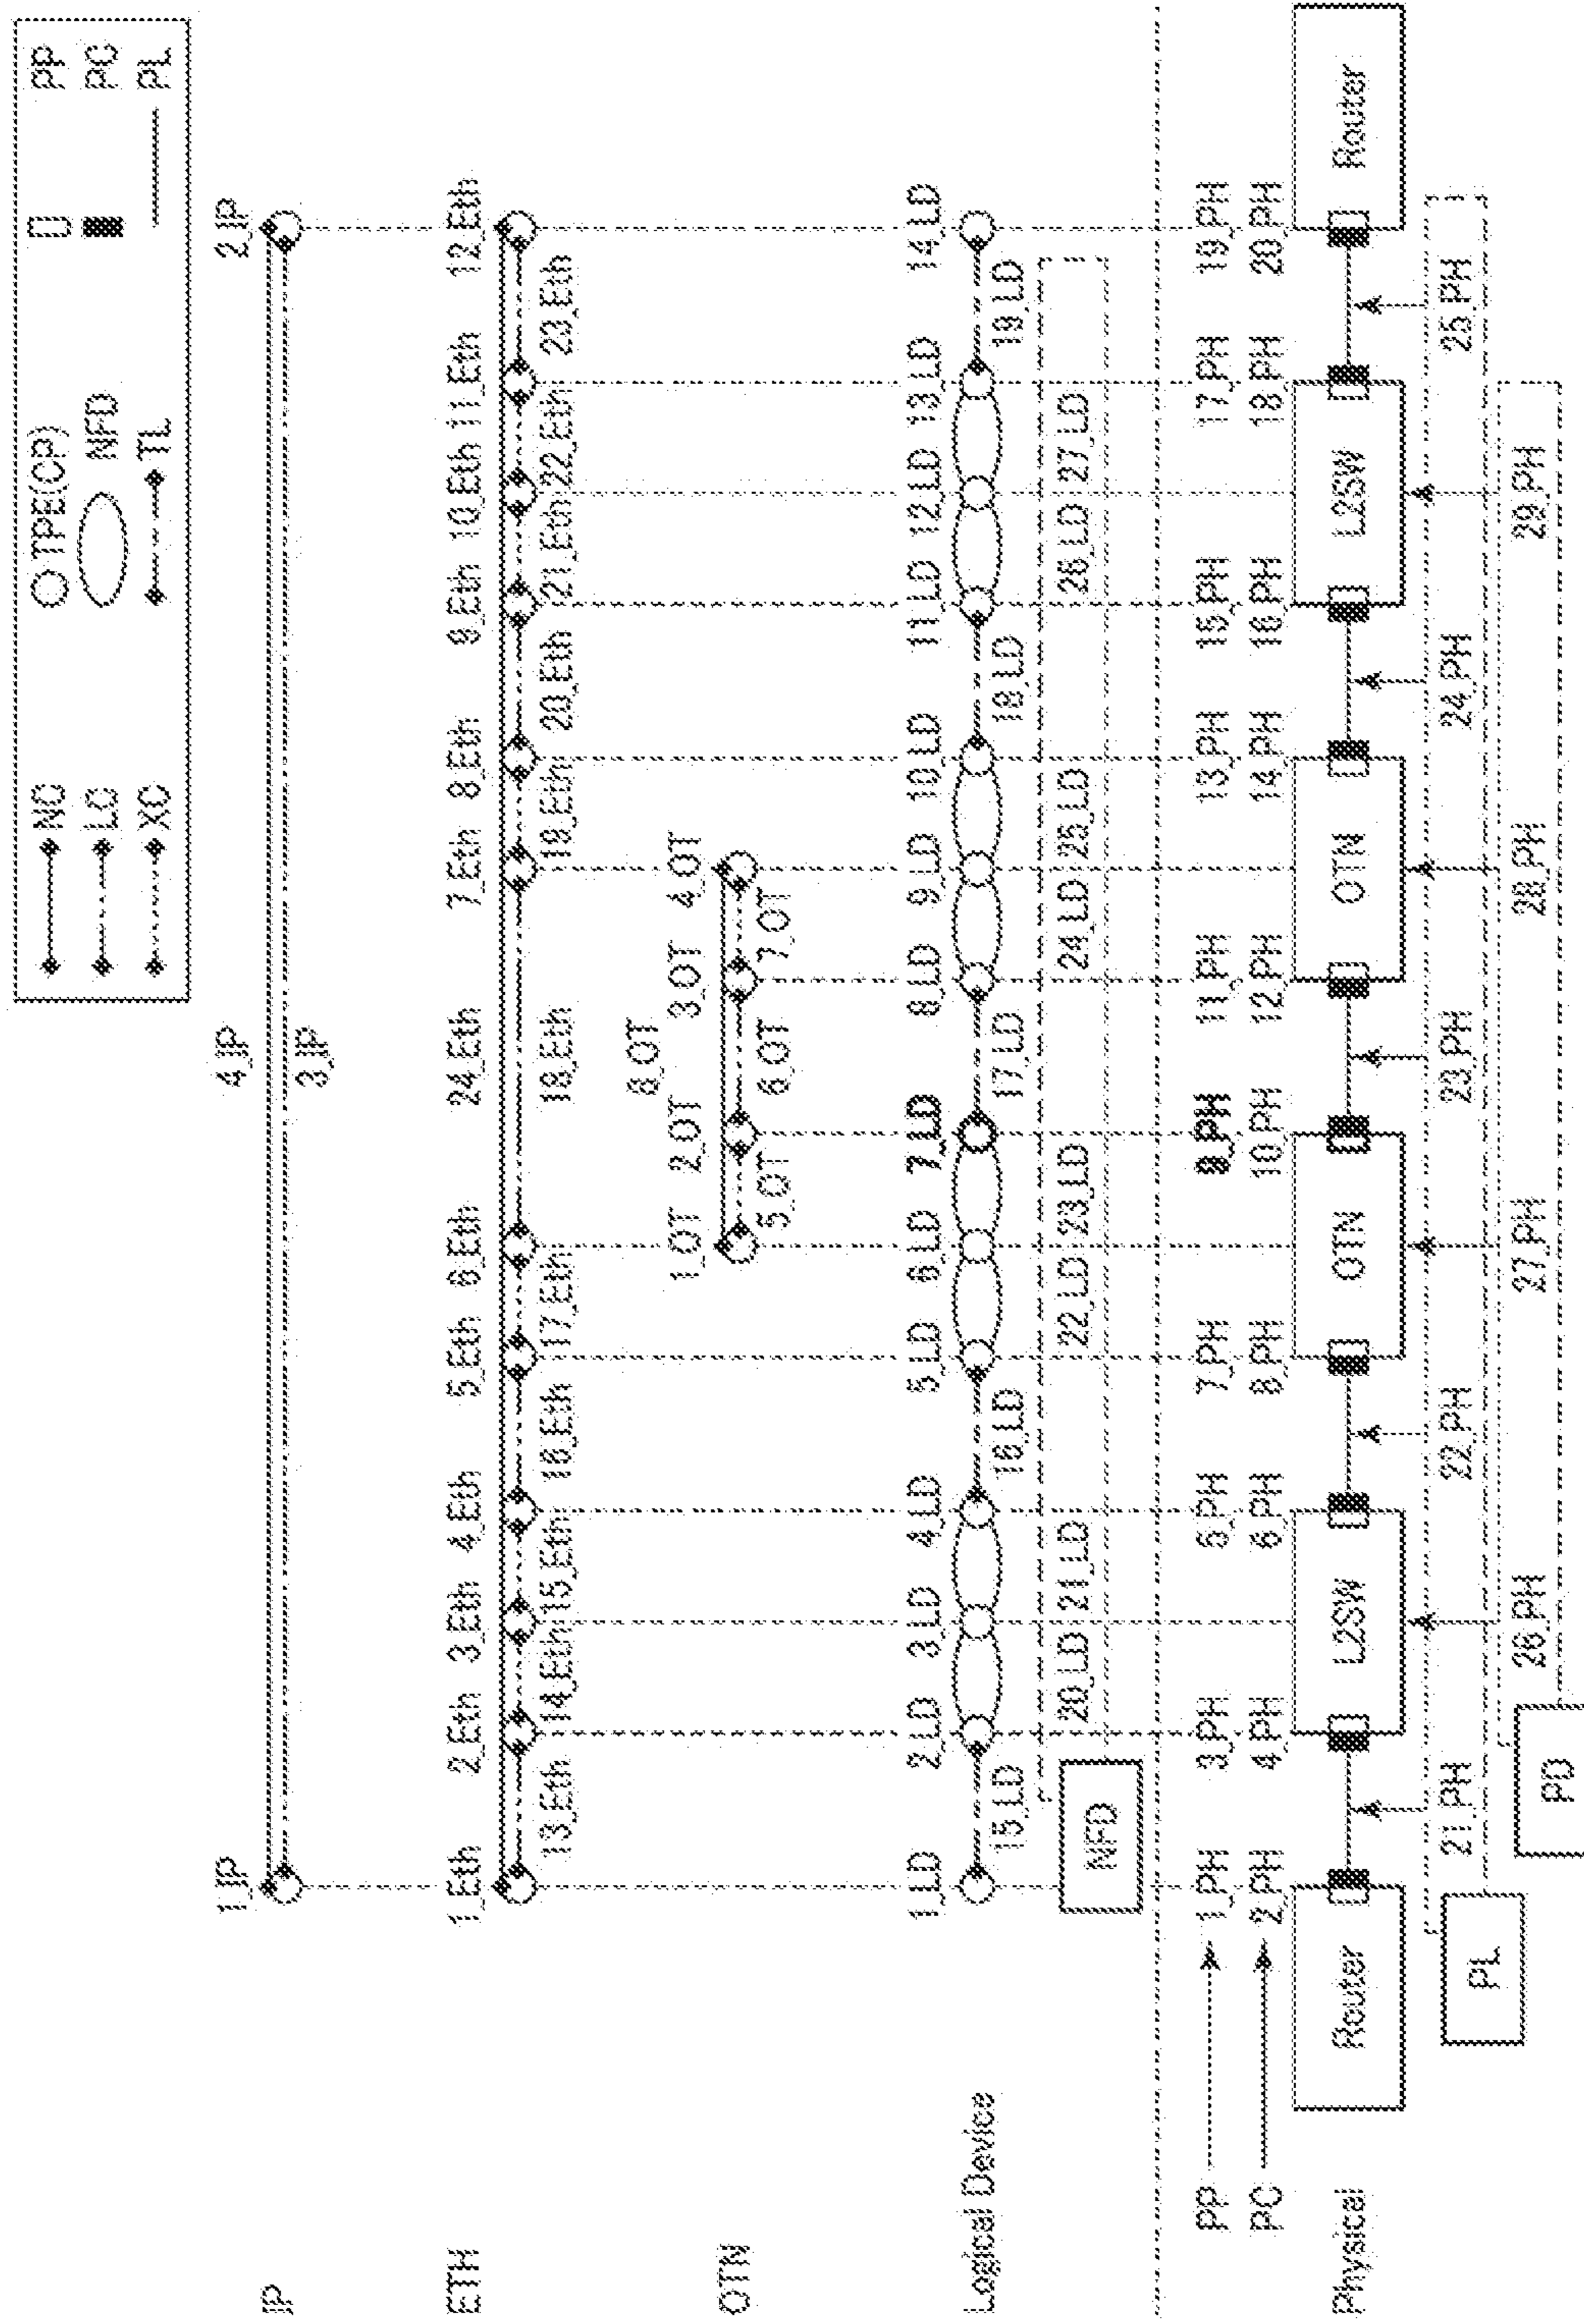 NC TPE(CP) PP
LC NFD PC
XC TL PL
IP
1_IP 4_IP 2_IP
3_IP
ETH
1_Eth 2_Eth 3_Eth 4_Eth 5_Eth 6_Eth 24_Eth 7_Eth 8_Eth 9_Eth 10_Eth 11_Eth 12_Eth
13_Eth 14_Eth 15_Eth 16_Eth 17_Eth 18_Eth 19_Eth 20_Eth 21_Eth 22_Eth 23_Eth
8_OT
OTN
1_OT 2_OT 3_OT 4_OT
5_OT 6_OT 7_OT
Logical Device
1_LD 2_LD 3_LD 4_LD 5_LD 6_LD 7_LD 8_LD 9_LD 10_LD 11_LD 12_LD 13_LD 14_LD
15_LD 16_LD 17_LD 18_LD 19_LD
NFD 20_LD 21_LD 22_LD 23_LD 24_LD 25_LD 26_LD 27_LD
PP 1_PH 3_PH 5_PH 7_PH 9_PH 11_PH 13_PH 15_PH 17_PH 19_PH
PC 2_PH 4_PH 6_PH 8_PH 10_PH 12_PH 14_PH 16_PH 18_PH 20_PH
Physical
Router L2SW OTN OTN L2SW Router
PL 21_PH 22_PH 23_PH 24_PH 25_PH
PD 26_PH 27_PH 28_PH 29_PH